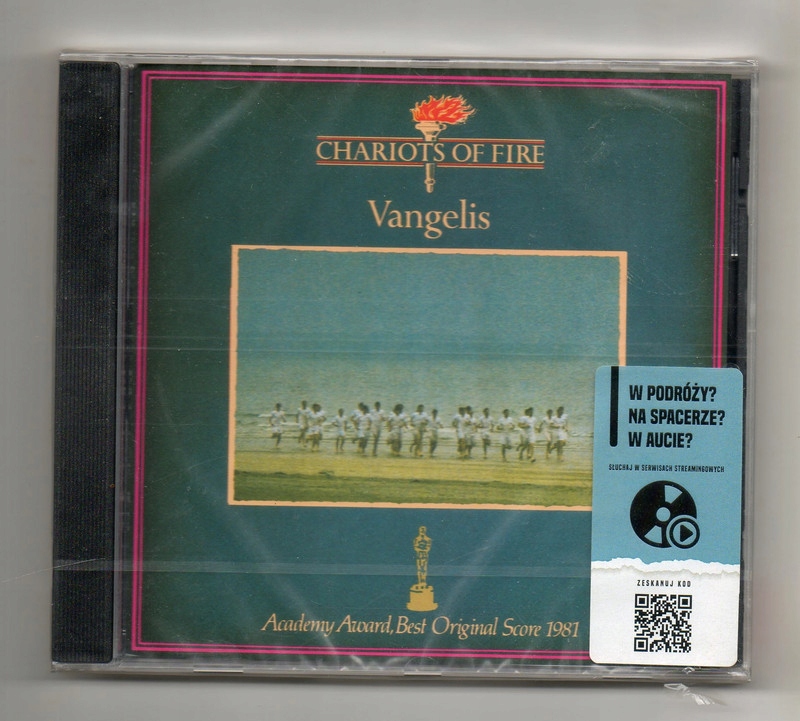 CHARIOTS OF FIRE
Vangelis
W PODRÓŻY?
NA SPACERZE?
W AUCIE?
SŁUCHAJ W SERWISACH STREAMINGOWYCH
ZESKANUJ KOD
Academy Award, Best Original Score 1981